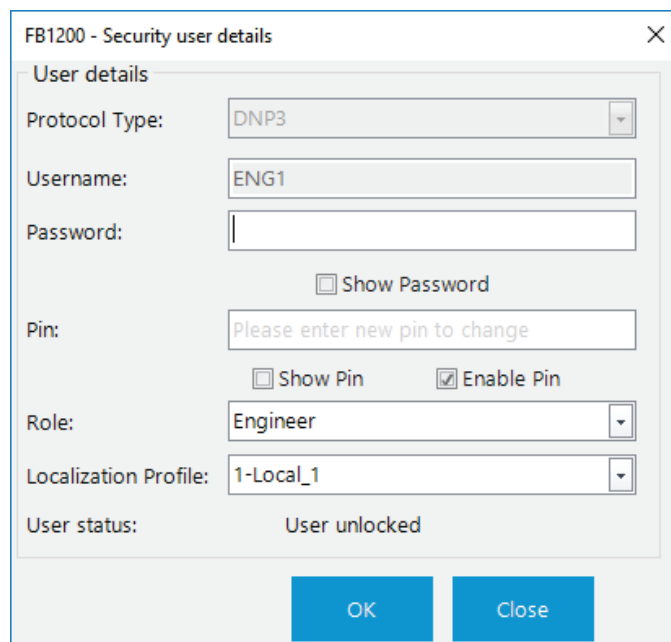 FB1200 - Security user details
User details
Protocol Type: DNP3
Username: ENG1
Password:
Show Password
Pin: Please enter new pin to change
Show Pin Enable Pin
Role: Engineer
Localization Profile: 1-Local_1
User status: User unlocked
OK Close